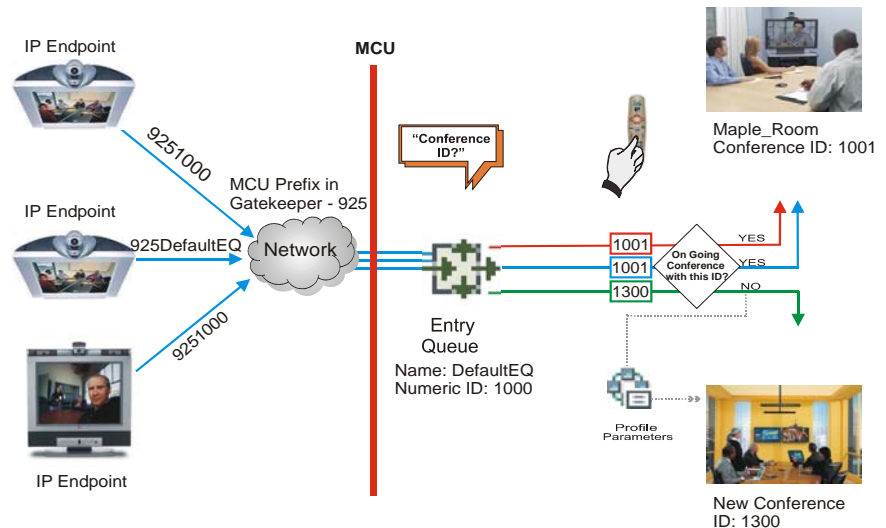 IP Endpoint
9251000
IP Endpoint
925DefaultEQ
9251000
IP Endpoint
MCU Prefix in
Gatekeeper - 925
Network
MCU
“Conference
ID?”
Entry
Queue
Name: DefaultEQ
Numeric ID: 1000
1001
1001
1300
On Going
Conference
with this ID?
YES
YES
NO
Maple_Room
Conference ID: 1001
Profile
Parameters
New Conference
ID: 1300